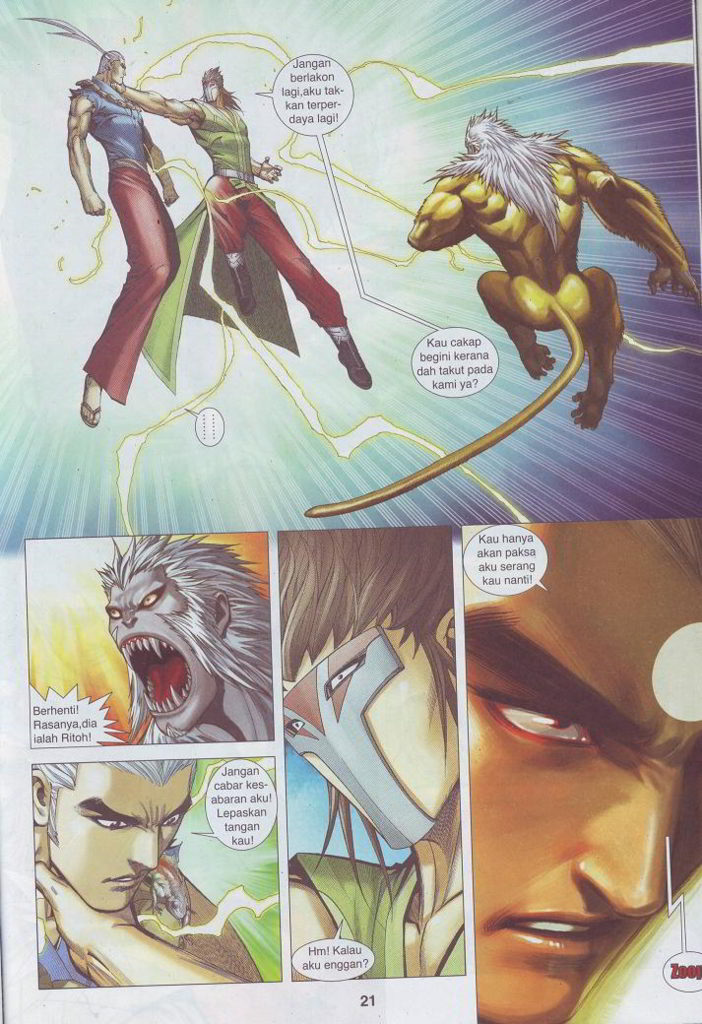 Jangan
berlakon
lagi,aku tak-
kan terper-
daya lagi!
Kau cakap
begini kerana
dah takut pada
kami ya?
Berhenti!
Rasanya,dia
ialah Ritoh!
Jangan
cabar kes-
abaran aku!
Lepaskan
tangan
kau!
Hm! Kalau
aku enggan?
Kau hanya
akan paksa
aku serang
kau nanti!
21